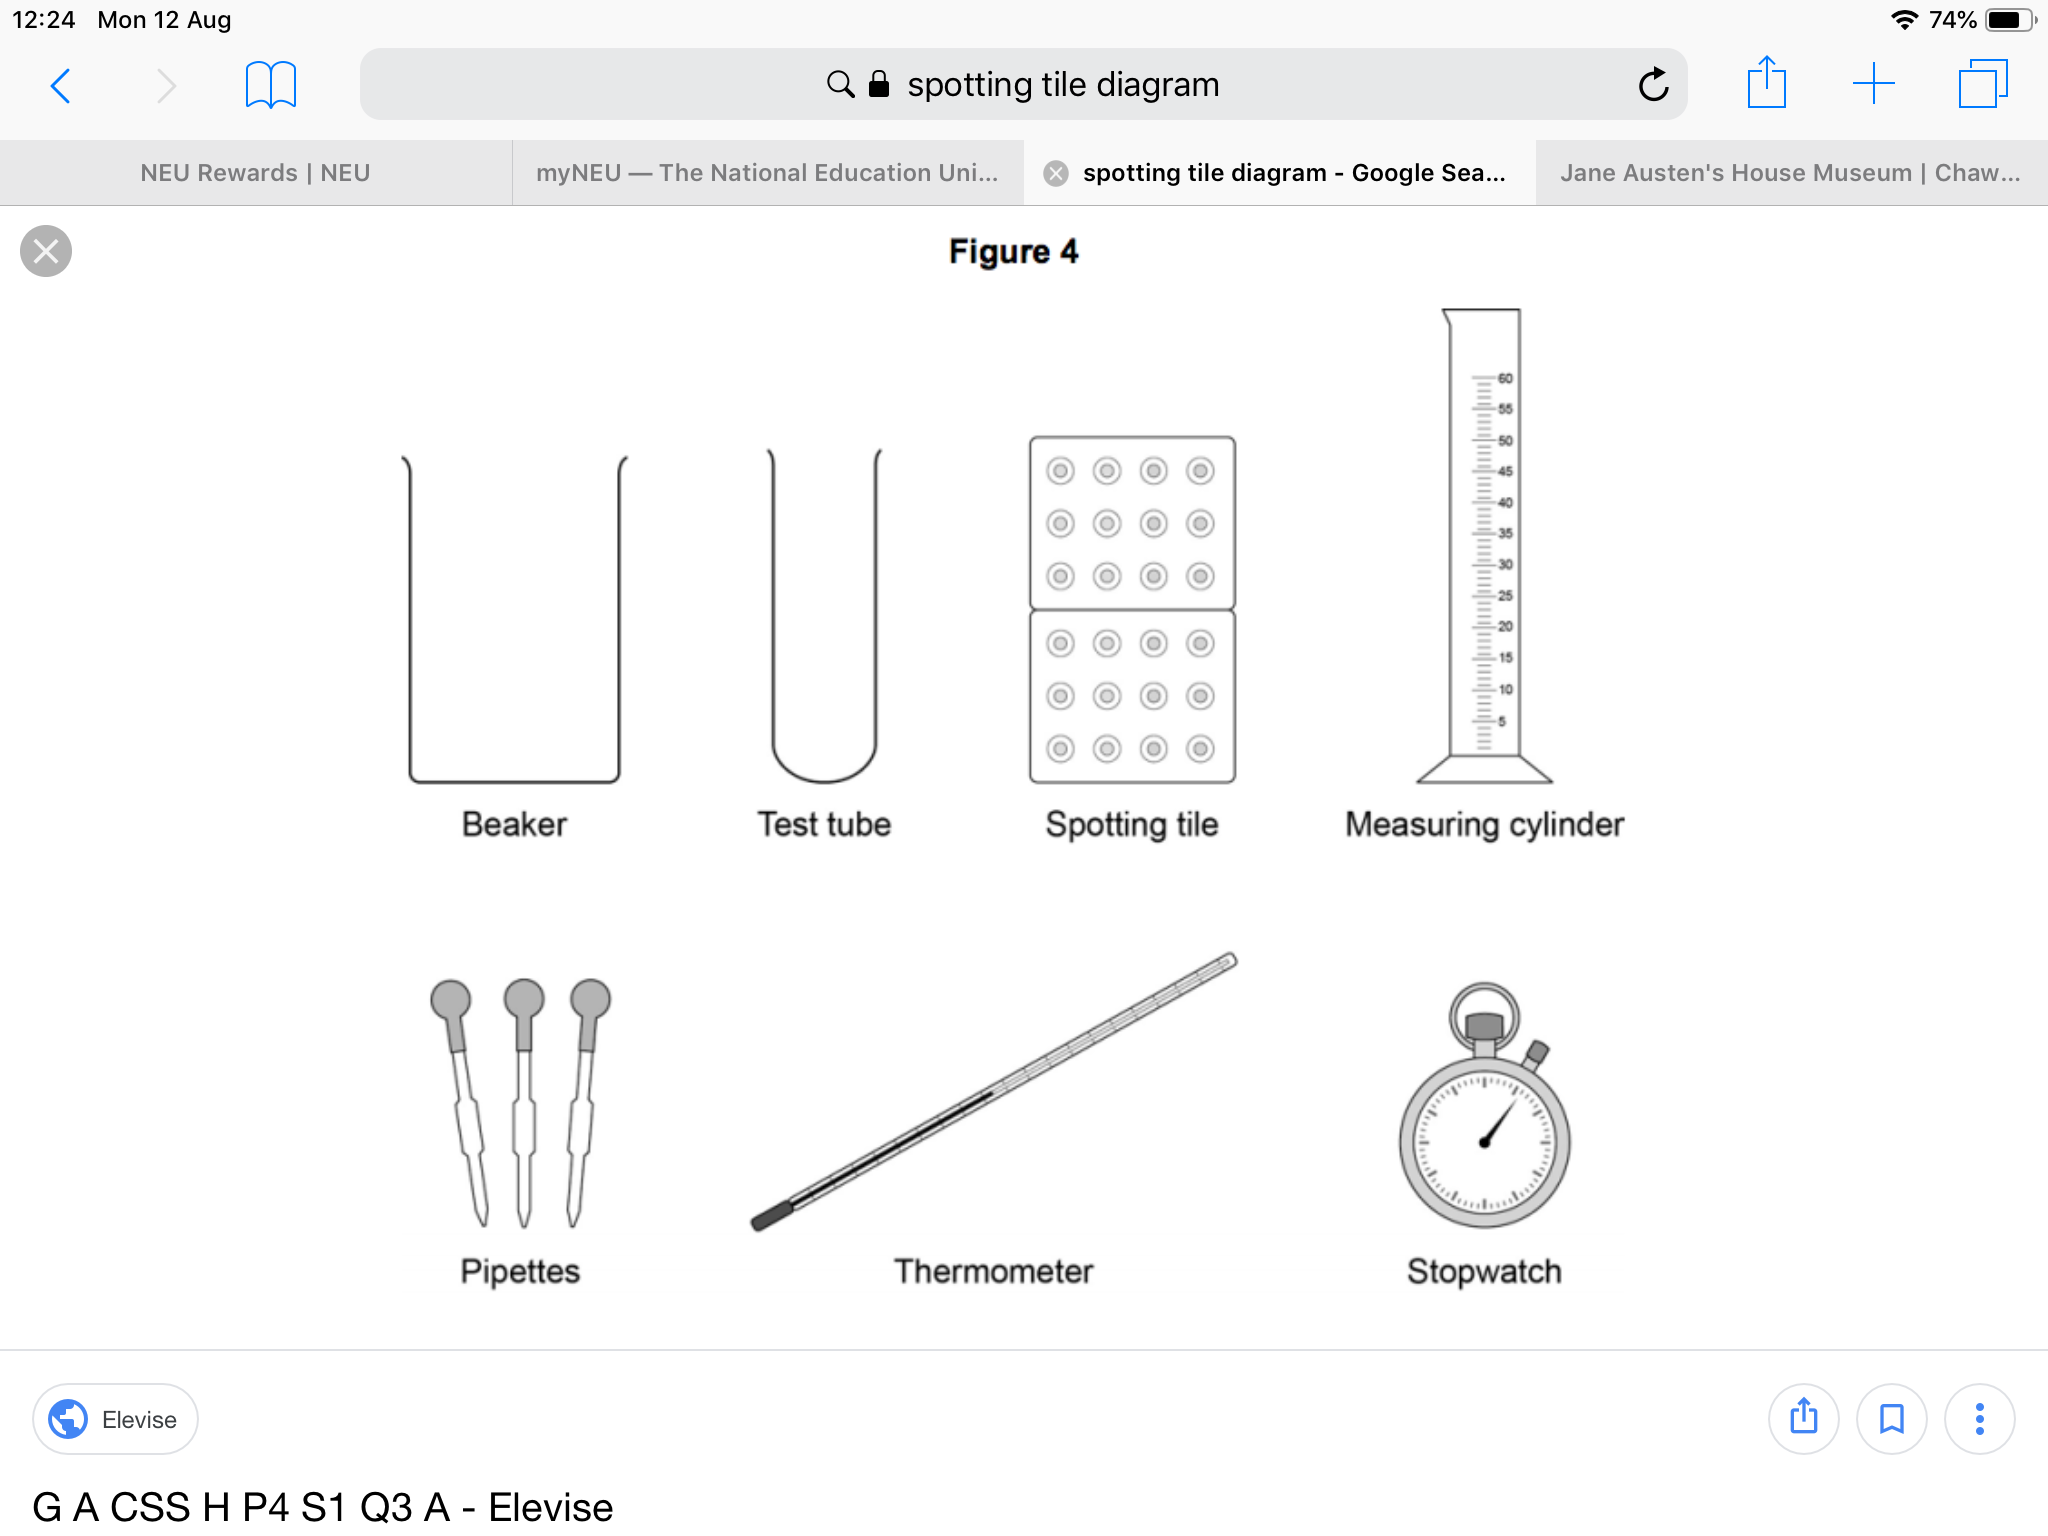 12:24 Mon 12 Aug 74%
spotting tile diagram
NEU Rewards | NEU myNEU — The National Education Uni... spotting tile diagram - Google Sea... Jane Austen's House Museum | Chaw...
Figure 4
60
55
50
45
40
35
30
25
20
15
10
5
Beaker Test tube Spotting tile Measuring cylinder
Pipettes Thermometer Stopwatch
Elevise
G A CSS H P4 S1 Q3 A - Elevise